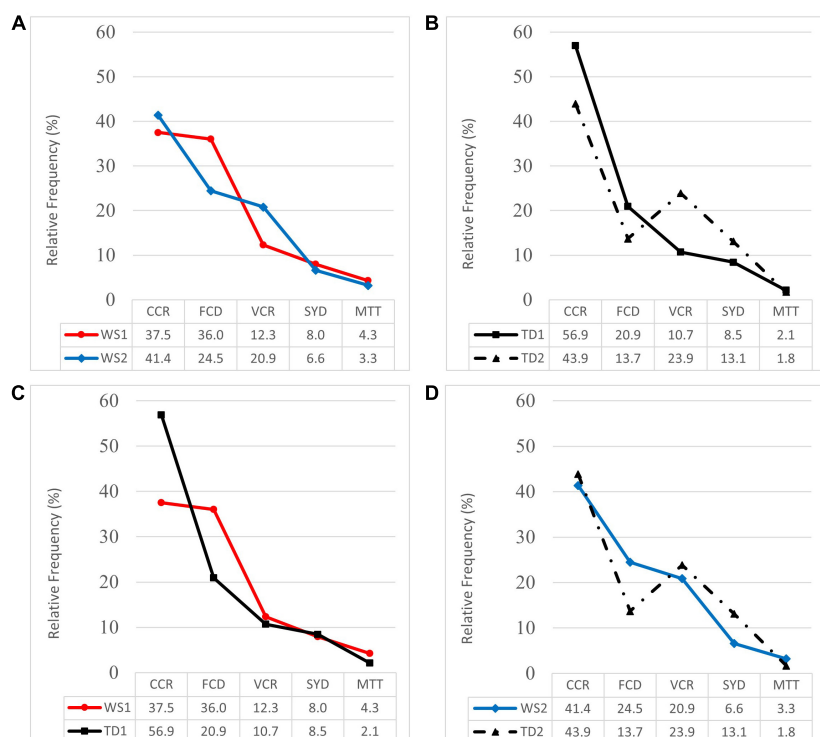 A
Relative Frequency (%)
60
50
40
30
20
10
0
CCR FCD VCR SYD MTT
WS1 37.5 36.0 12.3 8.0 4.3
WS2 41.4 24.5 20.9 6.6 3.3
B
Relative Frequency (%)
60
50
40
30
20
10
0
CCR FCD VCR SYD MTT
TD1 56.9 20.9 10.7 8.5 2.1
TD2 43.9 13.7 23.9 13.1 1.8
C
Relative Frequency (%)
60
50
40
30
20
10
0
CCR FCD VCR SYD MTT
WS1 37.5 36.0 12.3 8.0 4.3
TD1 56.9 20.9 10.7 8.5 2.1
D
Relative Frequency (%)
60
50
40
30
20
10
0
CCR FCD VCR SYD MTT
WS2 41.4 24.5 20.9 6.6 3.3
TD2 43.9 13.7 23.9 13.1 1.8